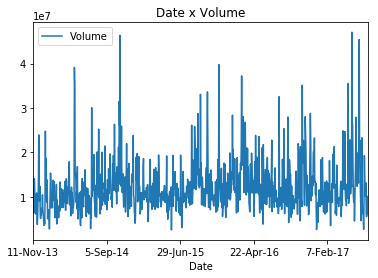 Date x Volume
1e7
Volume
4
3
2
1
11-Nov-13 5-Sep-14 29-Jun-15 22-Apr-16 7-Feb-17
Date